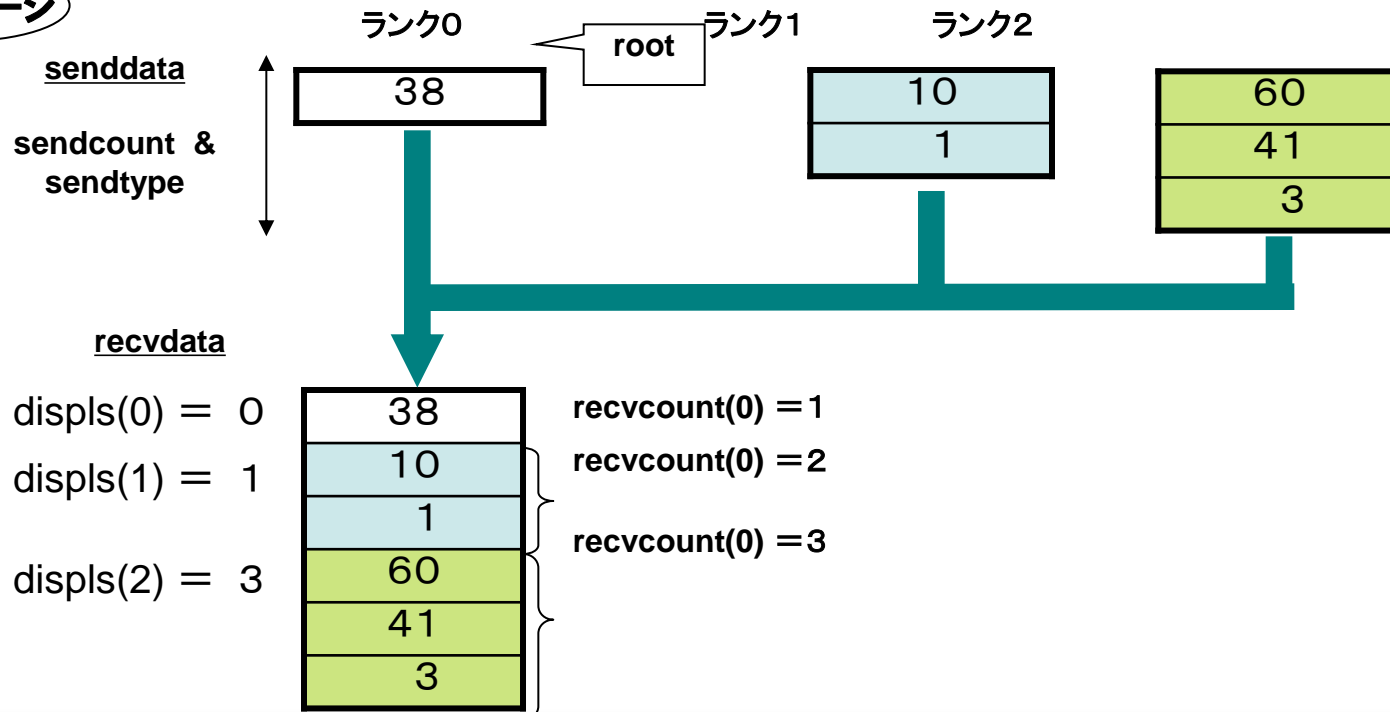 ージ
ランク0
root
ランク1
ランク2
senddata
sendcount &
sendtype
38
10
1
60
41
3
recvdata
displs(0) = 0
displs(1) = 1
displs(2) = 3
38
10
1
60
41
3
recvcount(0) =1
recvcount(0) =2
recvcount(0) =3